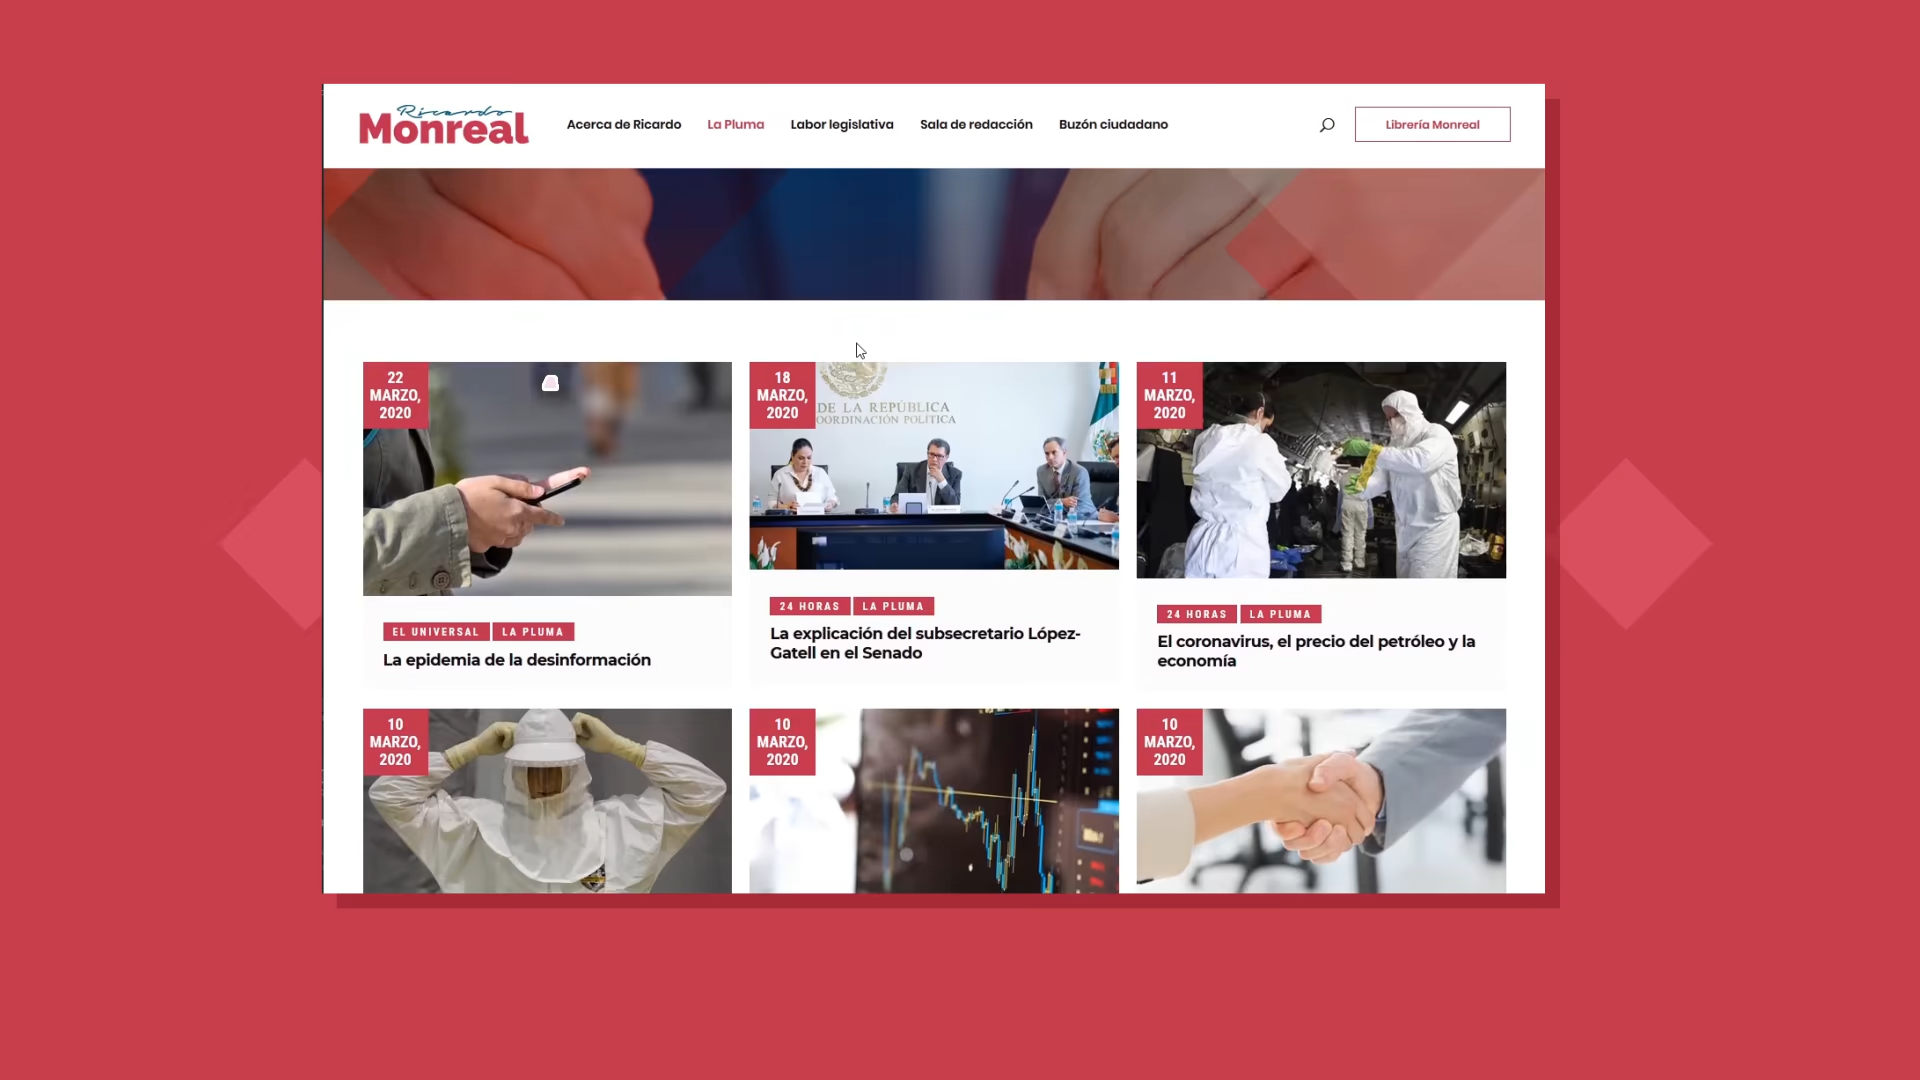 Ricardo
Monreal
Acerca de Ricardo
La Pluma
Labor legislativa
Sala de redacción
Buzón ciudadano
Librería Monreal
22
MARZO,
2020
18
MARZO,
2020
DE LA REPÚBLICA
OORDINACIÓN POLÍTICA
11
MARZO,
2020
EL UNIVERSAL LA PLUMA
La epidemia de la desinformación
24 HORAS LA PLUMA
La explicación del subsecretario López-
Gatell en el Senado
24 HORAS LA PLUMA
El coronavirus, el precio del petróleo y la
economía
10
MARZO,
2020
10
MARZO,
2020
10
MARZO,
2020